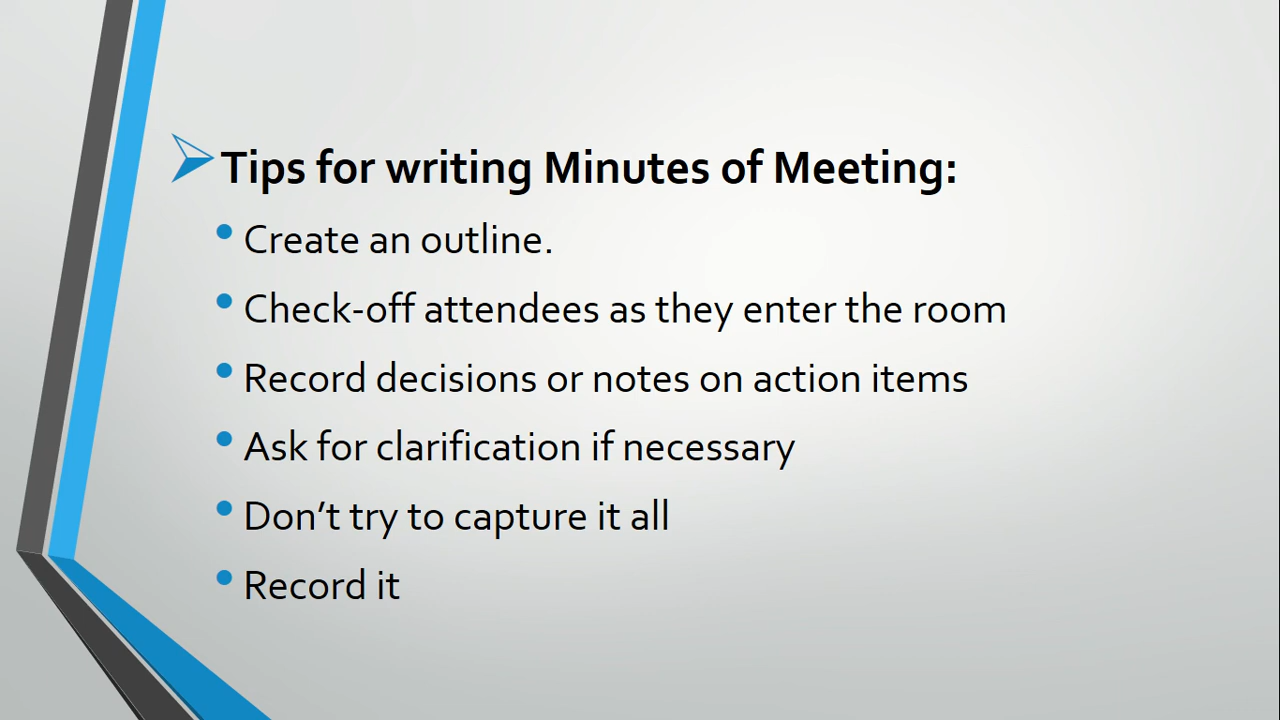 Tips for writing Minutes of Meeting:
Create an outline.
Check-off attendees as they enter the room
Record decisions or notes on action items
Ask for clarification if necessary
Don’t try to capture it all
Record it